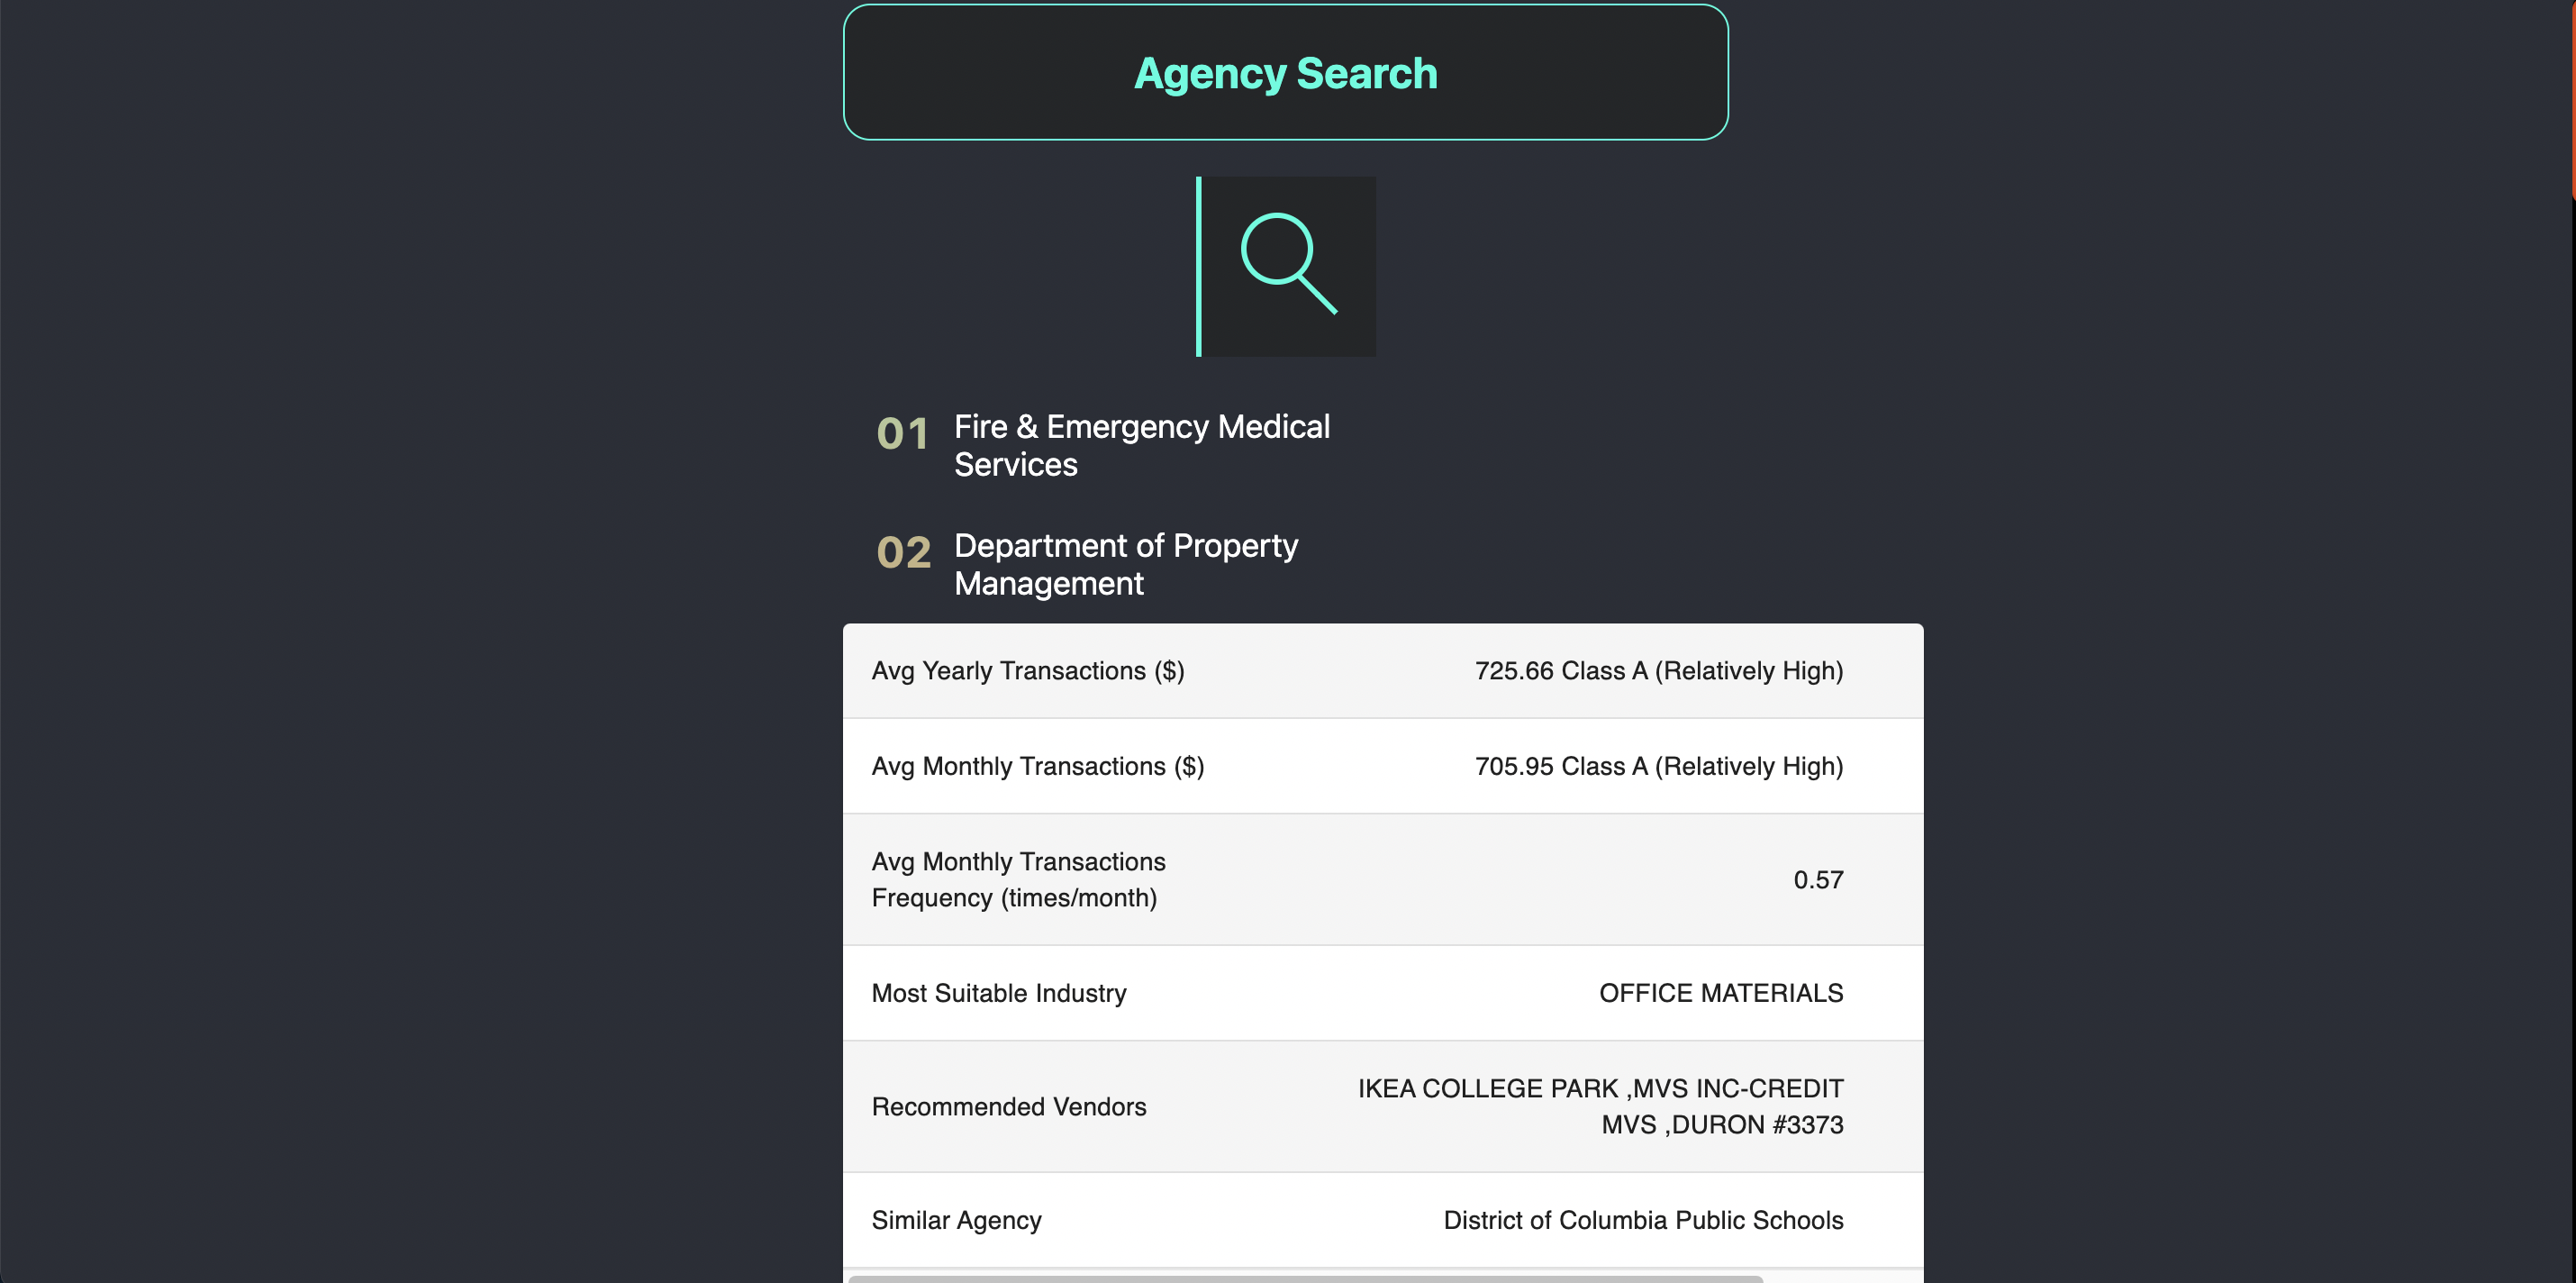 Agency Search
01 Fire & Emergency Medical
Services
02 Department of Property
Management
Avg Yearly Transactions ($) 725.66 Class A (Relatively High)
Avg Monthly Transactions ($) 705.95 Class A (Relatively High)
Avg Monthly Transactions
Frequency (times/month) 0.57
Most Suitable Industry OFFICE MATERIALS
Recommended Vendors IKEA COLLEGE PARK ,MVS INC-CREDIT
MVS ,DURON #3373
Similar Agency District of Columbia Public Schools